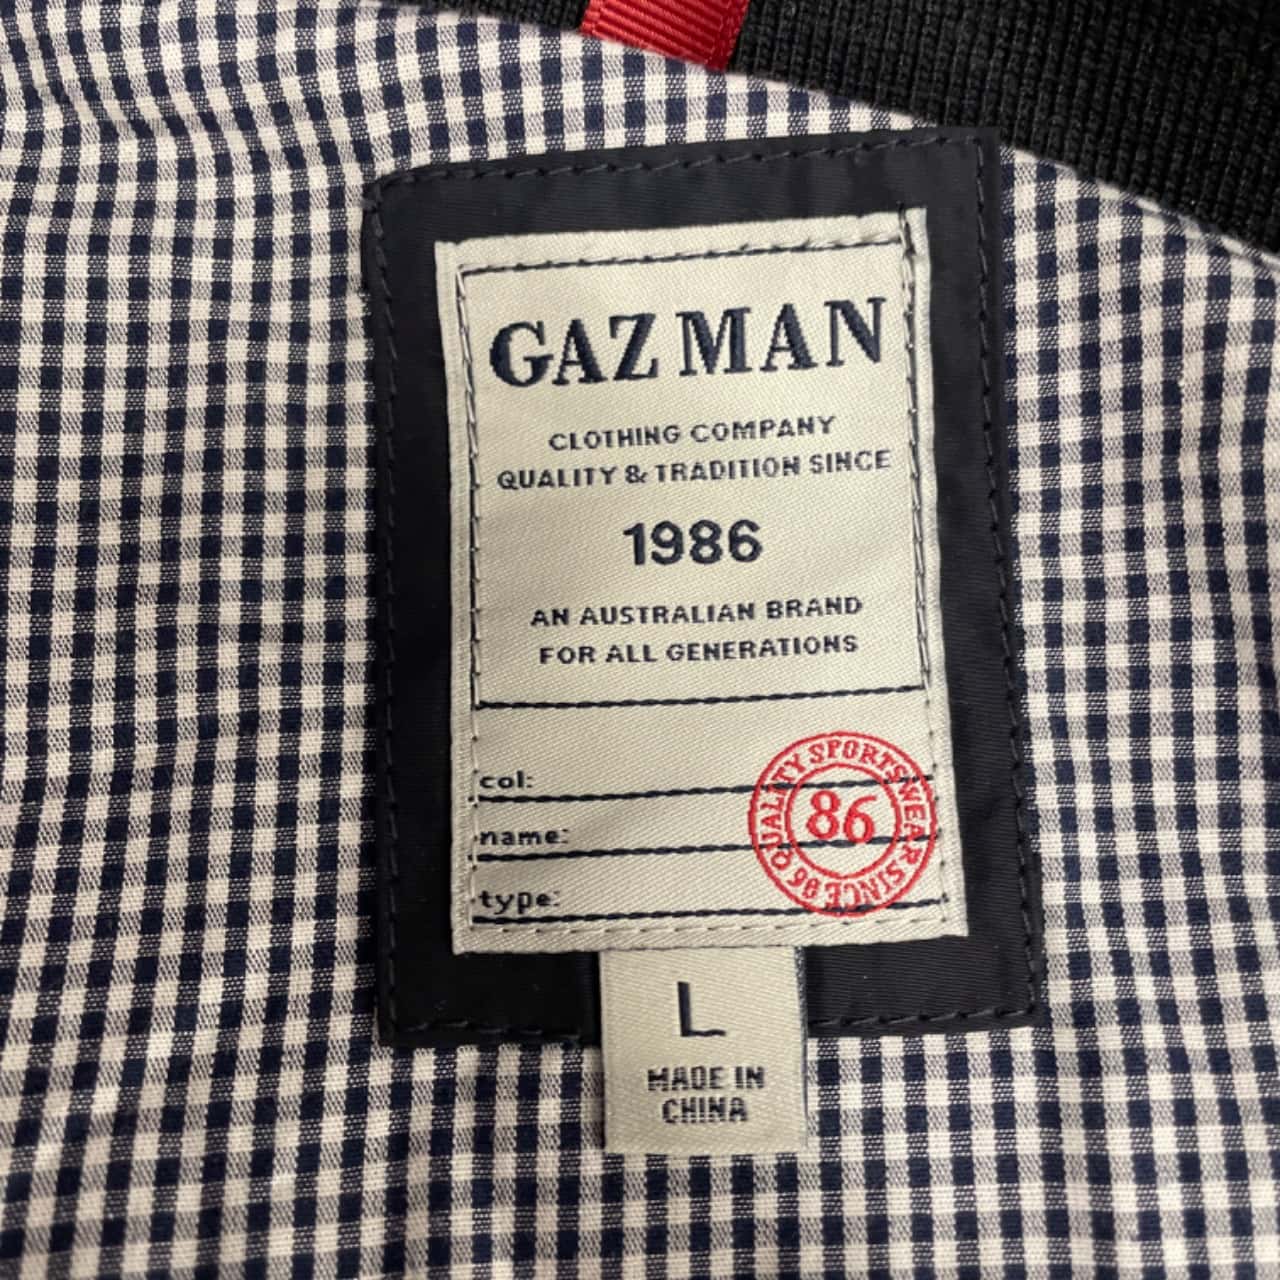 GAZMAN
CLOTHING COMPANY
QUALITY & TRADITION SINCE
1986
AN AUSTRALIAN BRAND
FOR ALL GENERATIONS
col:
name:
type:
QUALITY SPORTSWEAR SINCE 86
86
L
MADE IN
CHINA